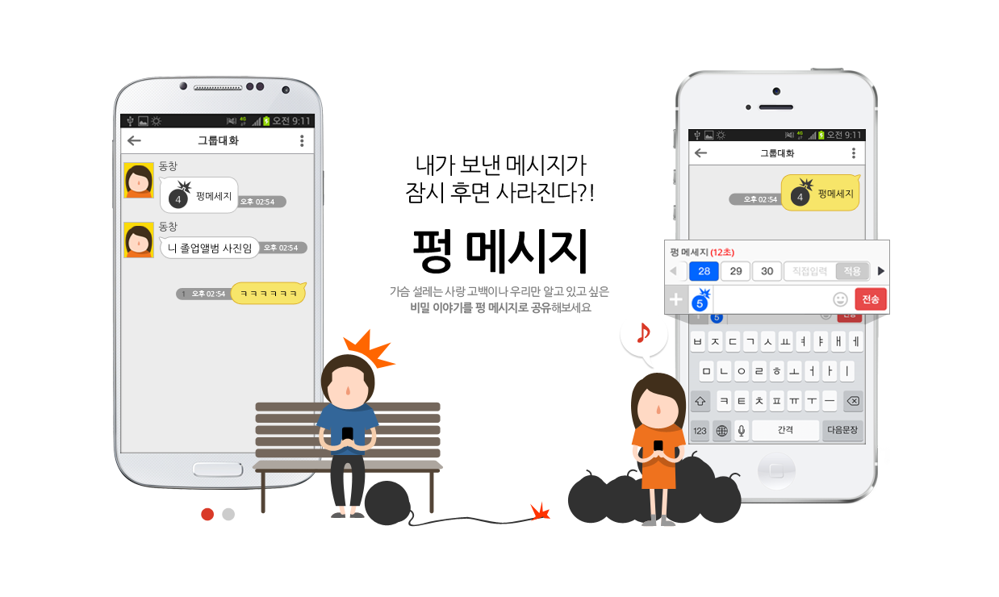 오전 9:11
그룹대화
동창
4 펑메세지
오후 02:54
동창
니 졸업앨범 사진임
오후 02:54
1 오후 02:54
ㅋㅋㅋㅋㅋㅋ
내가 보낸 메시지가
잠시 후면 사라진다?!
펑 메시지
가슴 설레는 사랑 고백이나 우리만 알고 있고 싶은
비밀 이야기를 펑 메시지로 공유해보세요
오전 9:11
그룹대화
오후 02:54
4 펑메세지
펑 메세지 (12초)
28 29 30 직접입력 적용
5 전송
5
ㅂ ㅈ ㄷ ㄱ ㅅ ㅛ ㅕ ㅑ ㅐ ㅔ
ㅁ ㄴ ㅇ ㄹ ㅎ ㅗ ㅓ ㅏ ㅣ
ㅋ ㅌ ㅊ ㅍ ㅠ ㅜ ㅡ
123 간격 다음문장